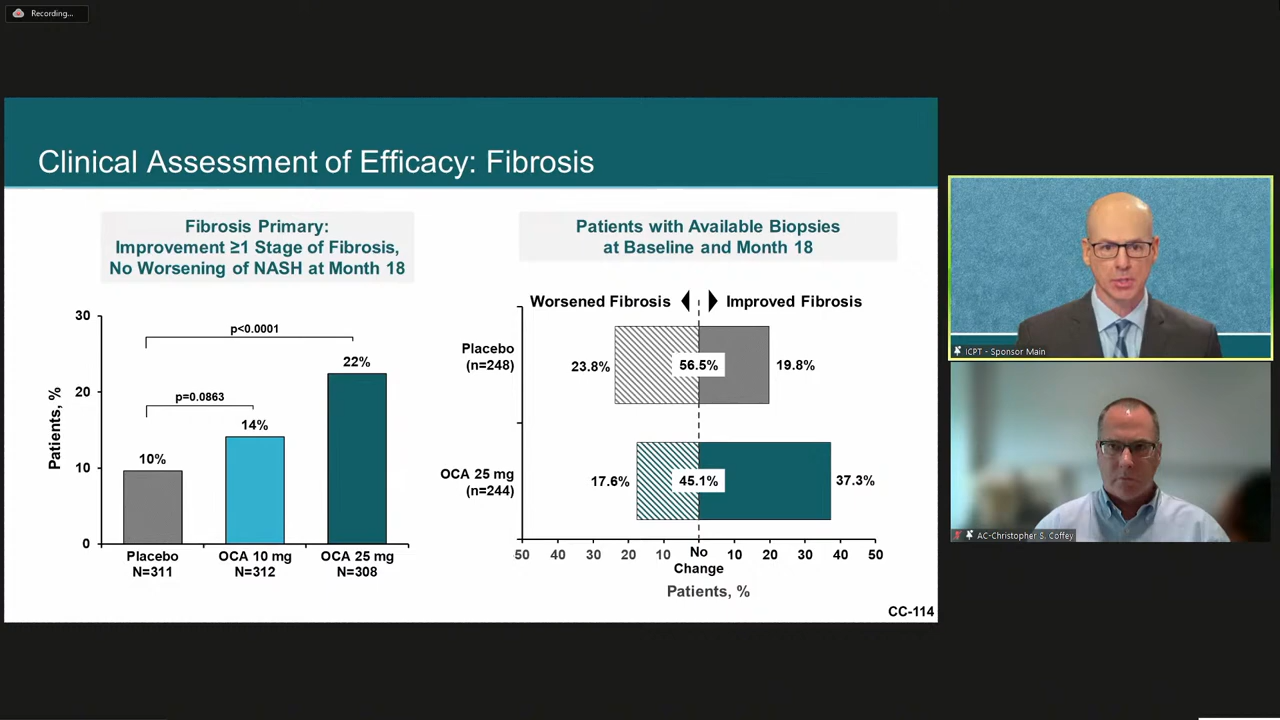 Recording...
Clinical Assessment of Efficacy: Fibrosis
Fibrosis Primary:
Improvement ≥1 Stage of Fibrosis,
No Worsening of NASH at Month 18
30
20
10
0
Patients, %
p<0.0001
p=0.0863
10%
14%
22%
Placebo
N=311
OCA 10 mg
N=312
OCA 25 mg
N=308
Patients with Available Biopsies
at Baseline and Month 18
Worsened Fibrosis
Improved Fibrosis
Placebo
(n=248)
23.8%
56.5%
19.8%
OCA 25 mg
(n=244)
17.6%
45.1%
37.3%
50 40 30 20 10 No Change 10 20 30 40 50
Patients, %
CC-114
ICPT - Sponsor Main
AC-Christopher S. Coffey